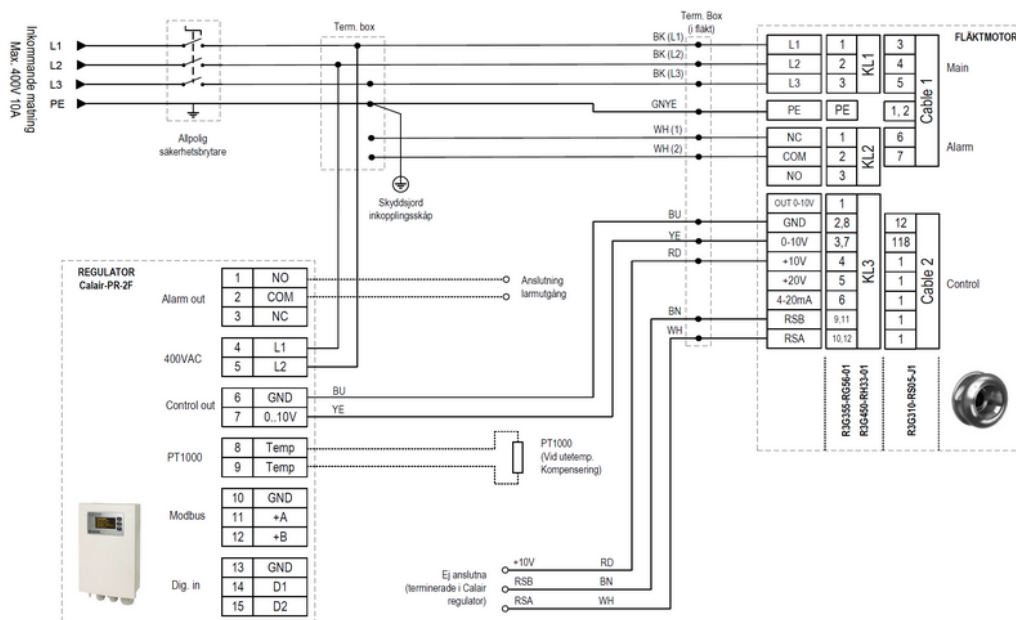 Inkommande matning
Max. 400V 10A
L1
L2
L3
PE
Allpolig
säkerhetsbrytare
Term. box
Skyddsjord
inkopplingsskåp
Term. Box
(i fläkt)
BK (L1)
BK (L2)
BK (L3)
GNYE
WH (1)
WH (2)
BU
YE
RD
BN
WH
FLÄKTMOTOR
L1 1 3
L2 2 4
L3 3 5
KL1
Main
PE PE 1, 2
Cable 1
NC 1 6
COM 2 7
NO 3
KL2
Alarm
OUT 0-10V 1
GND 2,8 12
0-10V 3,7 118
+10V 4 1
+20V 5 1
4-20mA 6 1
RSB 9,11 1
RSA 10,12 1
KL3
Cable 2
Control
R3G355-RG56-01
R3G450-RH33-01
R3G310-RS05-J1
REGULATOR
Calair-PR-2F
Alarm out
1 NO
2 COM
3 NC
Anslutning
larmutgång
400VAC
4 L1
5 L2
Control out
6 GND
7 0..10V
BU
YE
PT1000
8 Temp
9 Temp
PT1000
(Vid utetemp.
Kompensering)
Modbus
10 GND
11 +A
12 +B
Dig. in
13 GND
14 D1
15 D2
Ej anslutna
(terminerade i Calair
regulator)
+10V RD
RSB BN
RSA WH